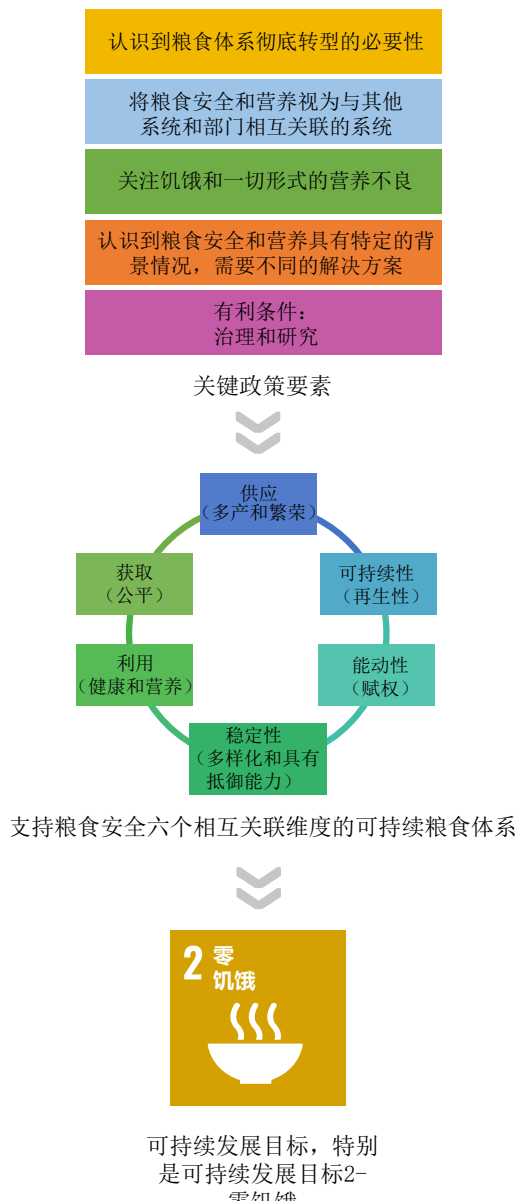 认识到粮食体系彻底转型的必要性
将粮食安全和营养视为与其他
系统和部门相互关联的系统
关注饥饿和一切形式的营养不良
认识到粮食安全和营养具有特定的背
景情况，需要不同的解决方案
有利条件：
治理和研究
关键政策要素
供应
（多产和繁荣）
获取
（公平）
可持续性
（再生性）
利用
（健康和营养）
能动性
（赋权）
稳定性
（多样化和具有
抵御能力）
支持粮食安全六个相互关联维度的可持续粮食体系
2 零
饥饿
可持续发展目标，特别
是可持续发展目标2-
零饥饿